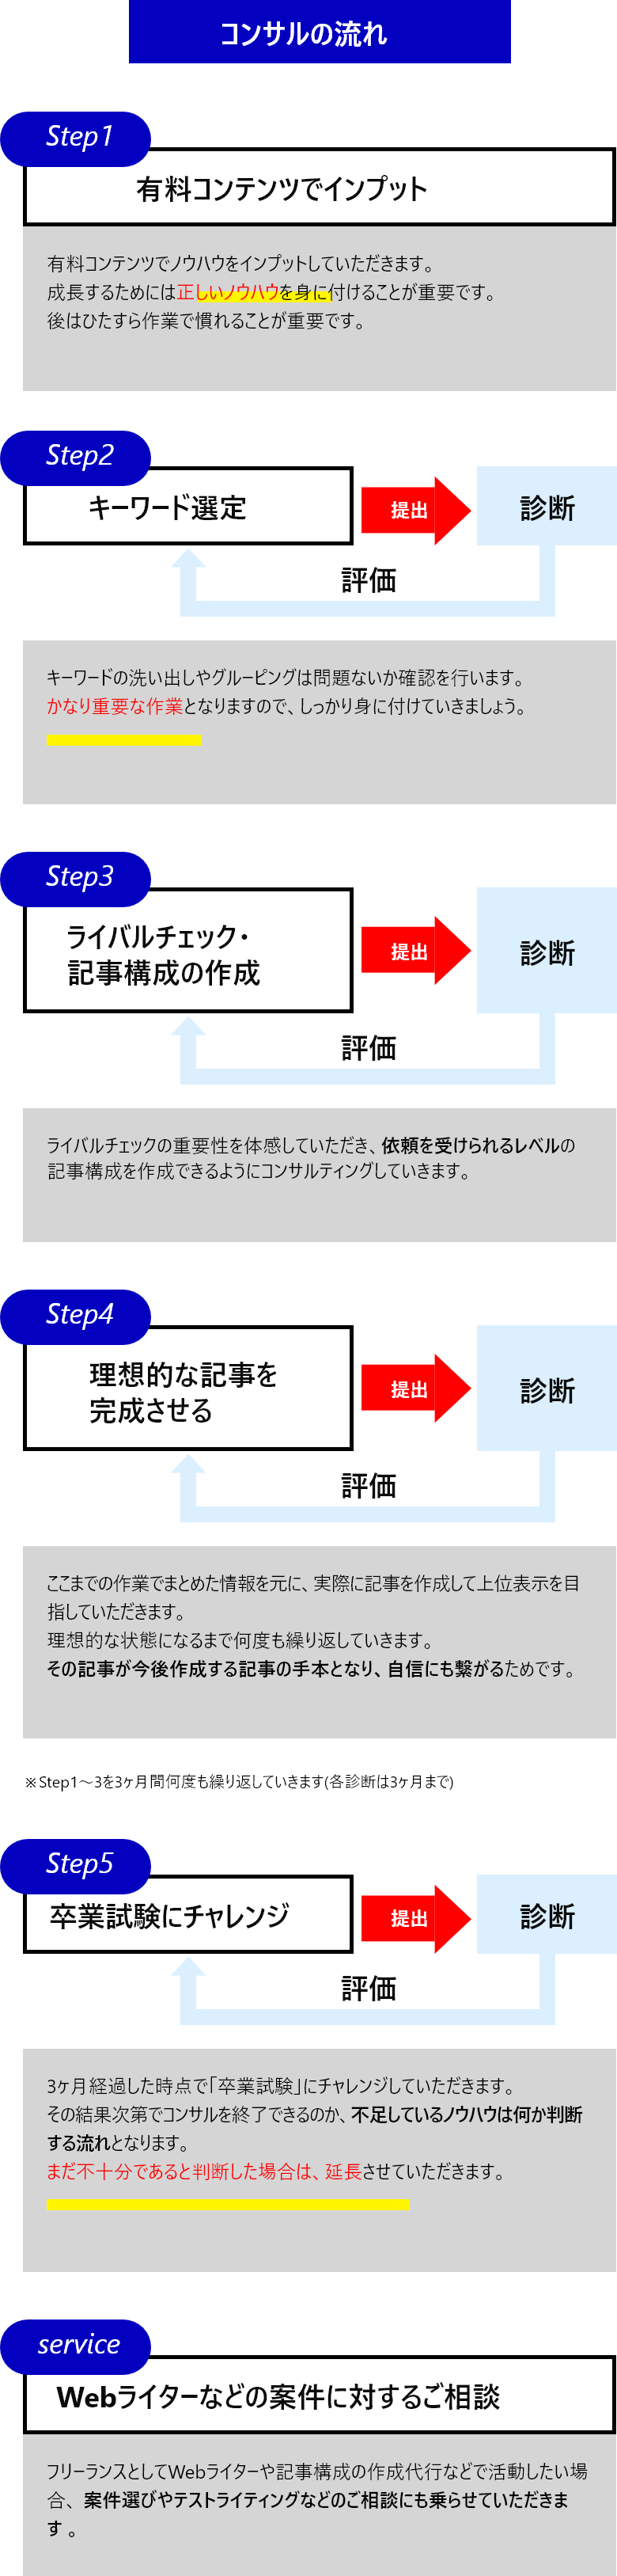 コンサルの流れ
Step1
有料コンテンツでインプット
有料コンテンツでノウハウをインプットしていただきます。
成長するためには正しいノウハウを身に付けることが重要です。
後はひたすら作業で慣れることが重要です。
Step2
キーワード選定
提出
診断
評価
キーワードの洗い出しやグルーピングは問題ないか確認を行います。
かなり重要な作業となりますので、しっかり身に付けていきましょう。
Step3
ライバルチェック・
記事構成の作成
提出
診断
評価
ライバルチェックの重要性を体感していただき、依頼を受けられるレベルの
記事構成を作成できるようにコンサルティングしていきます。
Step4
理想的な記事を
完成させる
提出
診断
評価
ここまでの作業でまとめた情報を元に、実際に記事を作成して上位表示を目
指していただきます。
理想的な状態になるまで何度も繰り返していきます。
その記事が今後作成する記事の手本となり、自信にも繋がるためです。
※Step1～3を3ヶ月間何度も繰り返していきます(各診断は3ヶ月まで)
Step5
卒業試験にチャレンジ
提出
診断
評価
3ヶ月経過した時点で「卒業試験」にチャレンジしていただきます。
その結果次第でコンサルを終了できるのか、不足しているノウハウは何か判断
する流れとなります。
まだ不十分であると判断した場合は、延長させていただきます。
service
Webライターなどの案件に対するご相談
フリーランスとしてWebライターや記事構成の作成代行などで活動したい場
合、案件選びやテストライティングなどのご相談にも乗らせていただきま
す。